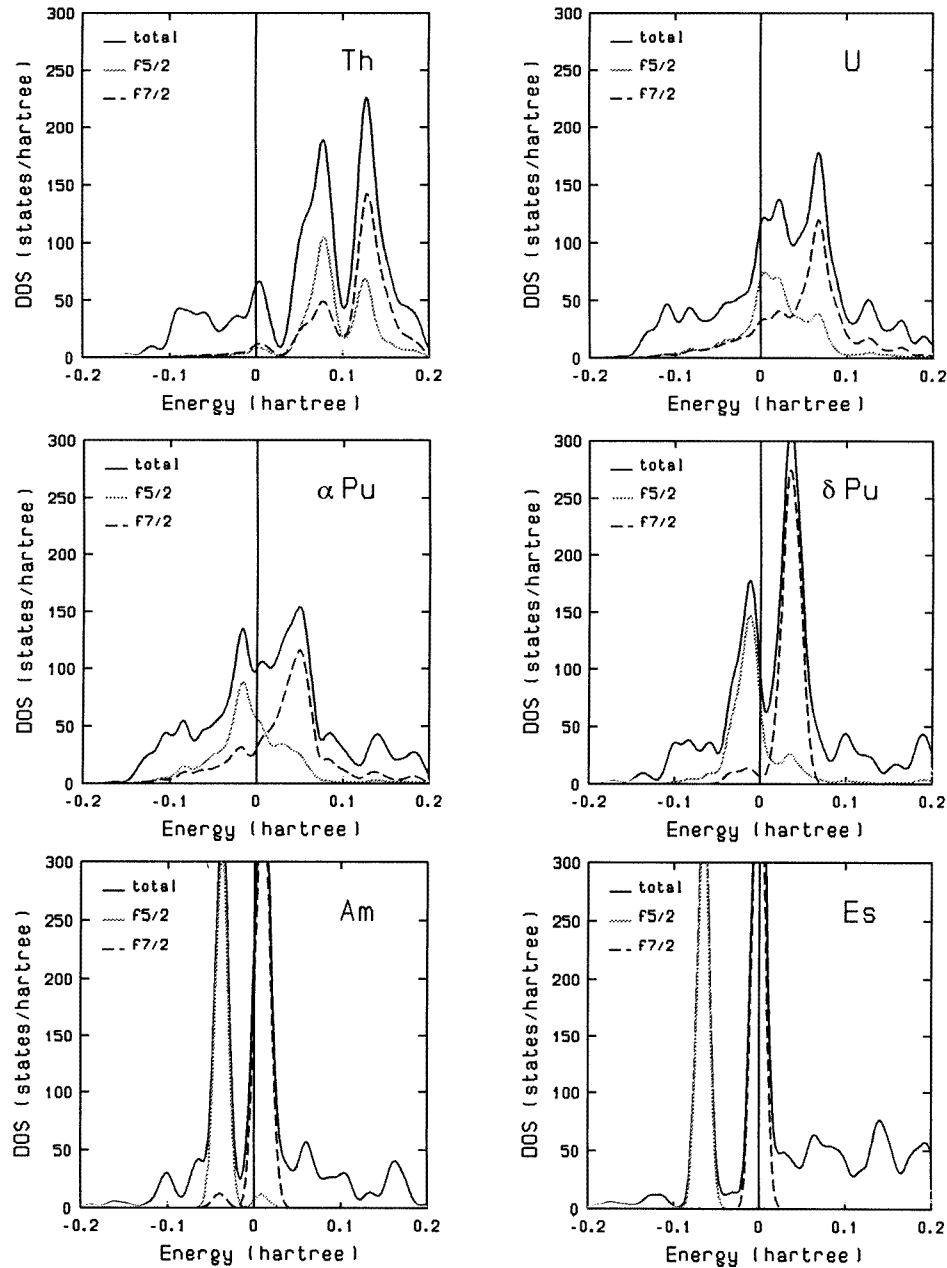 300
250
200
150
100
50
0
DOS (states/hartree)
total
f5/2
f7/2
Th
-0.2
-0.1
0
0.1
0.2
Energy (hartree)
300
250
200
150
100
50
0
DOS (states/hartree)
total
f5/2
f7/2
U
-0.2
-0.1
0
0.1
0.2
Energy (hartree)
300
250
200
150
100
50
0
DOS (states/hartree)
total
f5/2
f7/2
α Pu
-0.2
-0.1
0
0.1
0.2
Energy (hartree)
300
250
200
150
100
50
0
DOS (states/hartree)
total
f5/2
f7/2
δ Pu
-0.2
-0.1
0
0.1
0.2
Energy (hartree)
300
250
200
150
100
50
0
DOS (states/hartree)
total
f5/2
f7/2
Am
-0.2
-0.1
0
0.1
0.2
Energy (hartree)
300
250
200
150
100
50
0
DOS (states/hartree)
total
f5/2
f7/2
Es
-0.2
-0.1
0
0.1
0.2
Energy (hartree)